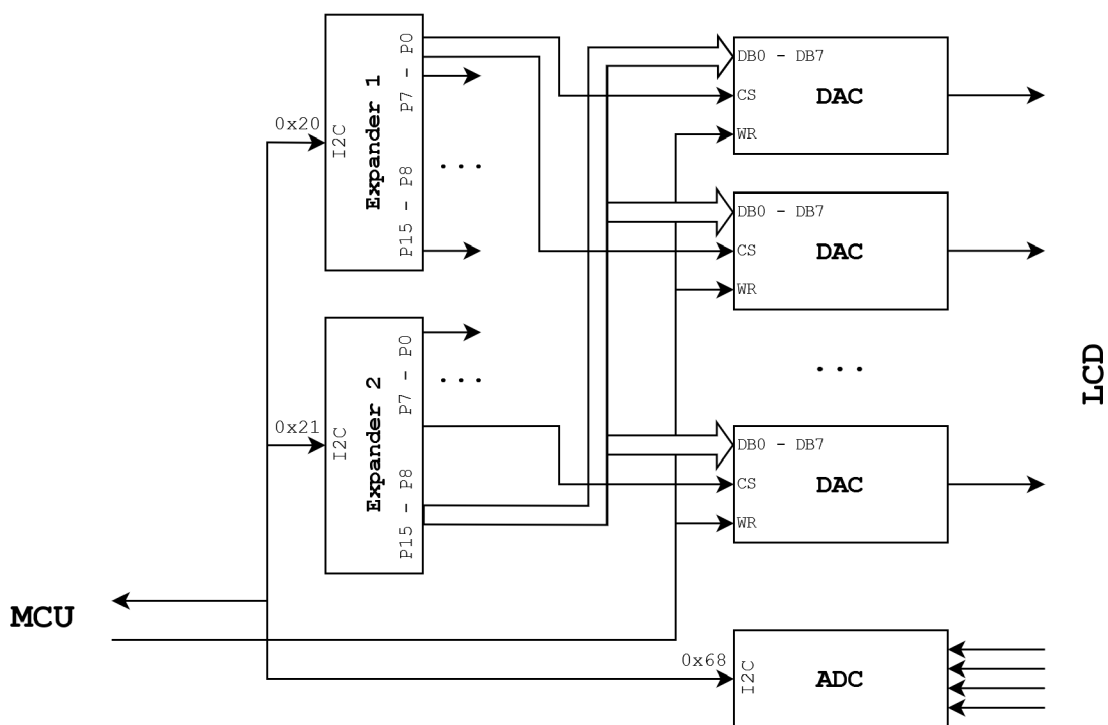 0x20
I2C
Expander 1
P7 - P0
P15 - P8
. . .
DB0 - DB7
CS
WR
DAC
DB0 - DB7
CS
WR
DAC
. . .
LCD
0x21
I2C
Expander 2
P7 - P0
P15 - P8
. . .
DB0 - DB7
CS
WR
DAC
MCU
0x68
I2C
ADC